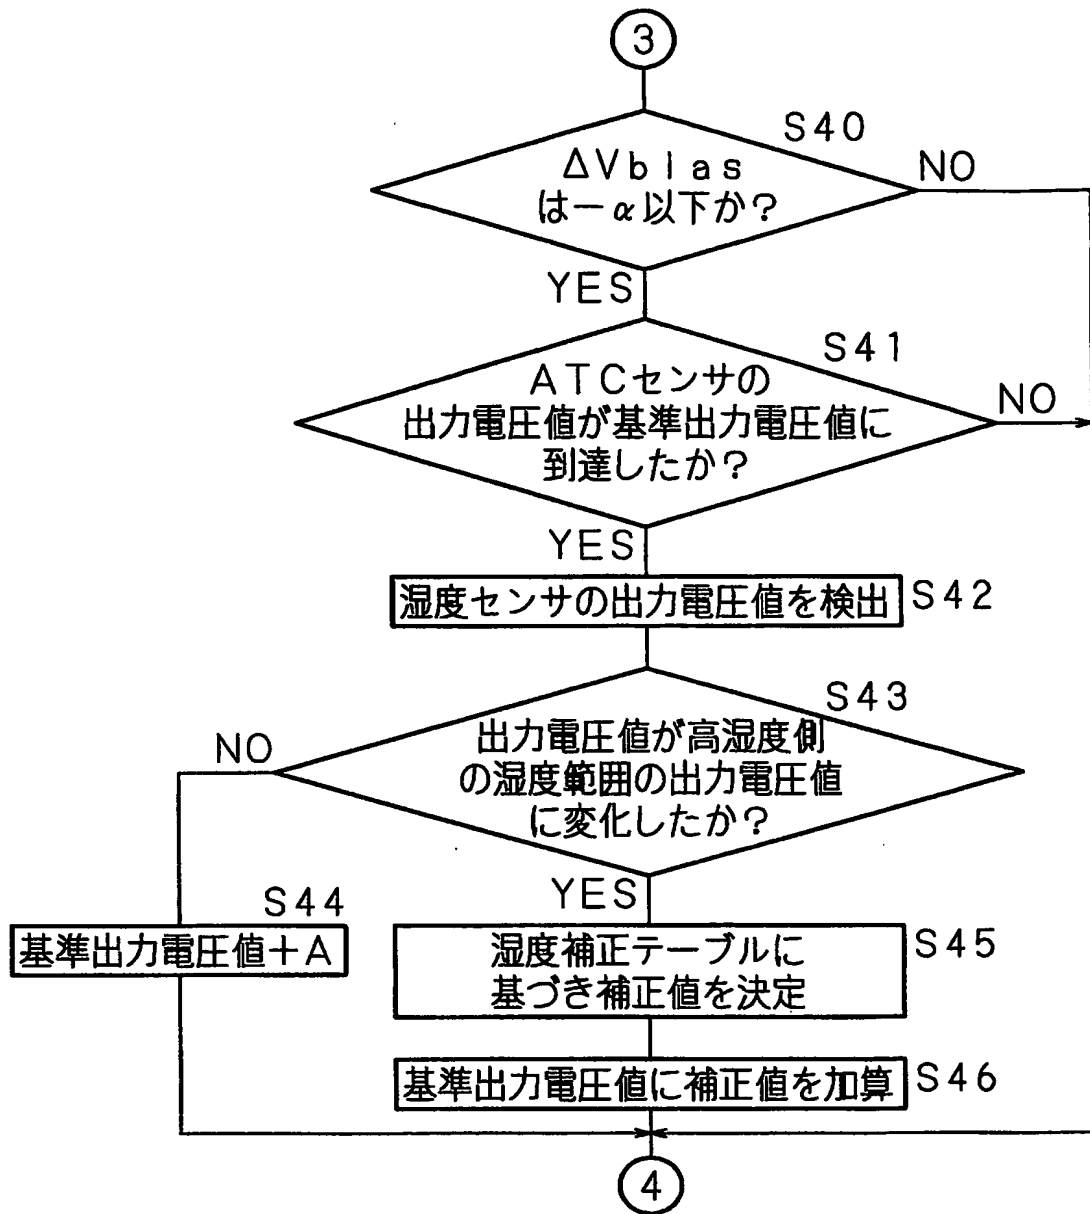 3
S40
ΔVbias
は-α以下か?
NO
YES
S41
ATCセンサの
出力電圧値が基準出力電圧値に
到達したか?
NO
YES
湿度センサの出力電圧値を検出
S42
S43
出力電圧値が高湿度側
の湿度範囲の出力電圧値
に変化したか?
NO
YES
S44
基準出力電圧値+A
湿度補正テーブルに
基づき補正値を決定
S45
基準出力電圧値に補正値を加算
S46
4